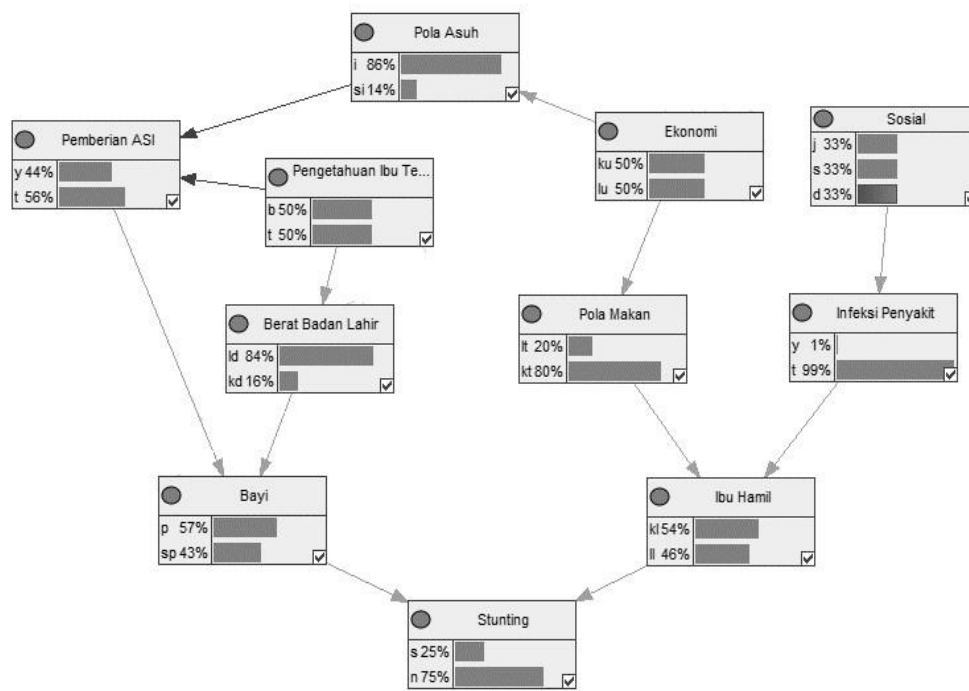 Pola Asuh
i 86%
si 14%
Pemberian ASI
y 44%
t 56%
Pengetahuan Ibu Te...
b 50%
t 50%
Ekonomi
ku 50%
lu 50%
Sosial
j 33%
s 33%
d 33%
Berat Badan Lahir
ld 84%
kd 16%
Pola Makan
lt 20%
kt 80%
Infeksi Penyakit
y 1%
t 99%
Bayi
p 57%
sp 43%
Ibu Hamil
kl 54%
ll 46%
Stunting
s 25%
n 75%